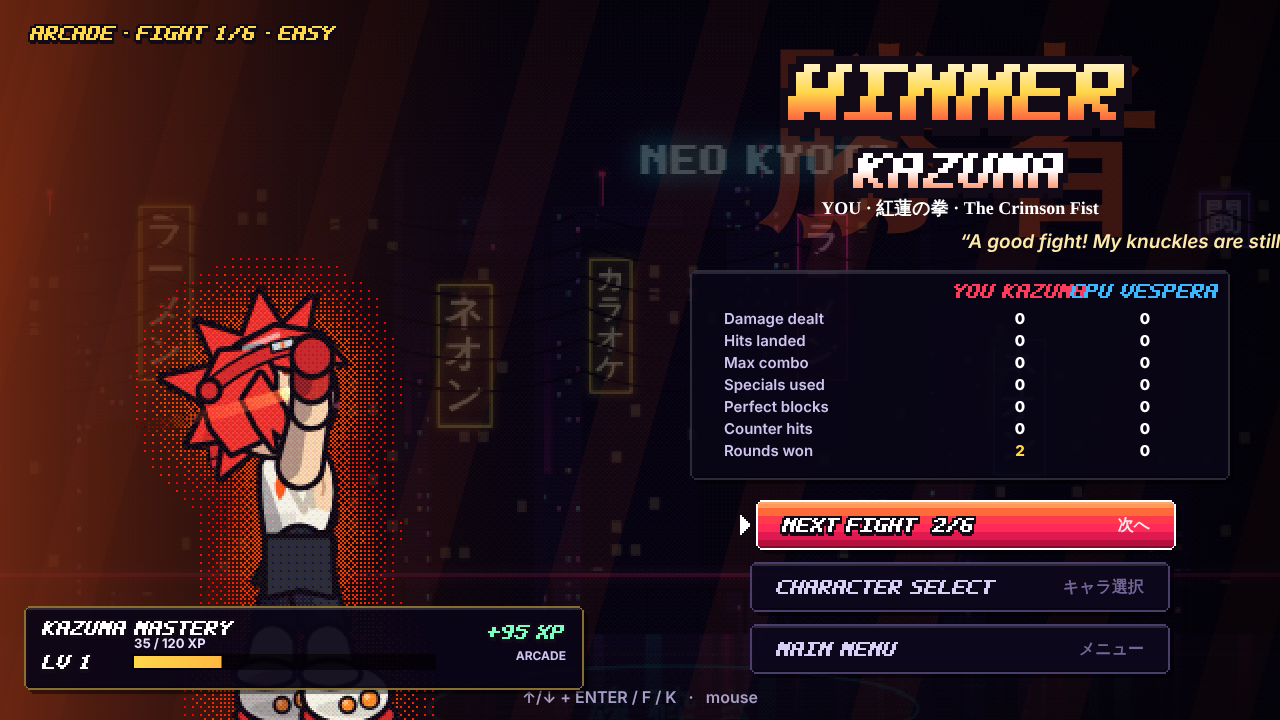 ARCADE · FIGHT 1/6 · EASY
WINNER
NEO KYOT
KAZUMA
YOU · 紅蓮の拳 · The Crimson Fist
“A good fight! My knuckles are still
ラーメン
ネオン
カラオケ
ラ
闘
YOU KAZUMA
CPU VESPERA
Damage dealt 0 0
Hits landed 0 0
Max combo 0 0
Specials used 0 0
Perfect blocks 0 0
Counter hits 0 0
Rounds won 2 0
NEXT FIGHT 2/6 次へ
CHARACTER SELECT キャラ選択
MAIN MENU メニュー
KAZUMA MASTERY +95 XP
35 / 120 XP
LV 1 ARCADE
↑/↓ + ENTER / F / K · mouse